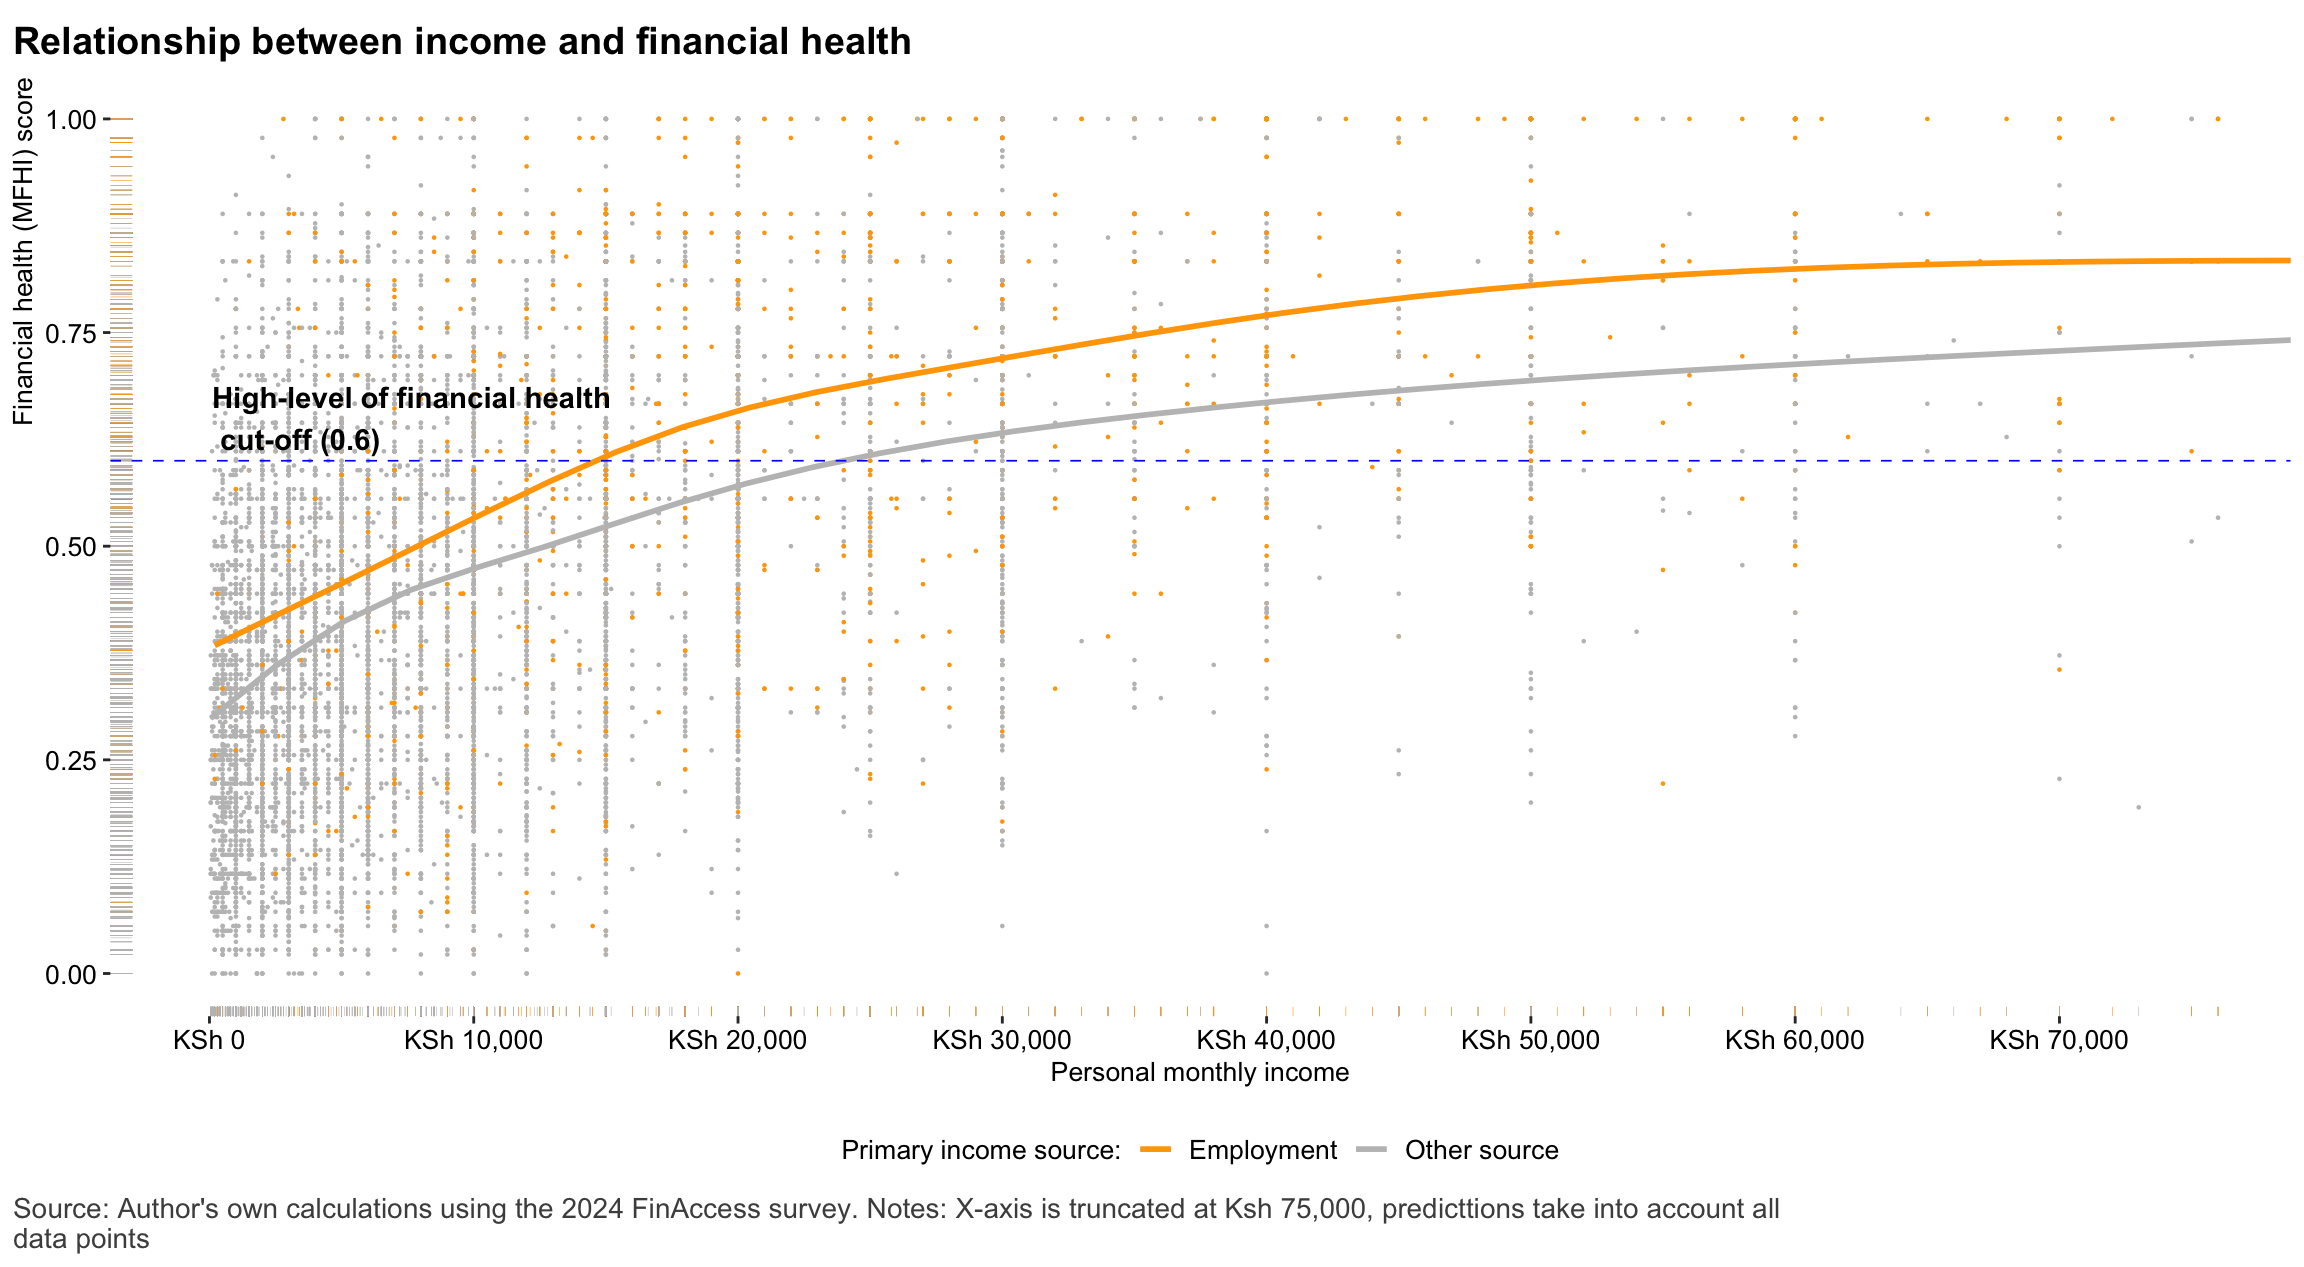 Relationship between income and financial health
Financial health (MFHI) score
1.00
0.75
0.50
0.25
0.00
High-level of financial health
cut-off (0.6)
KSh 0
KSh 10,000
KSh 20,000
KSh 30,000
KSh 40,000
KSh 50,000
KSh 60,000
KSh 70,000
Personal monthly income
Primary income source:
Employment
Other source
Source: Author's own calculations using the 2024 FinAccess survey. Notes: X-axis is truncated at Ksh 75,000, predicttions take into account all
data points